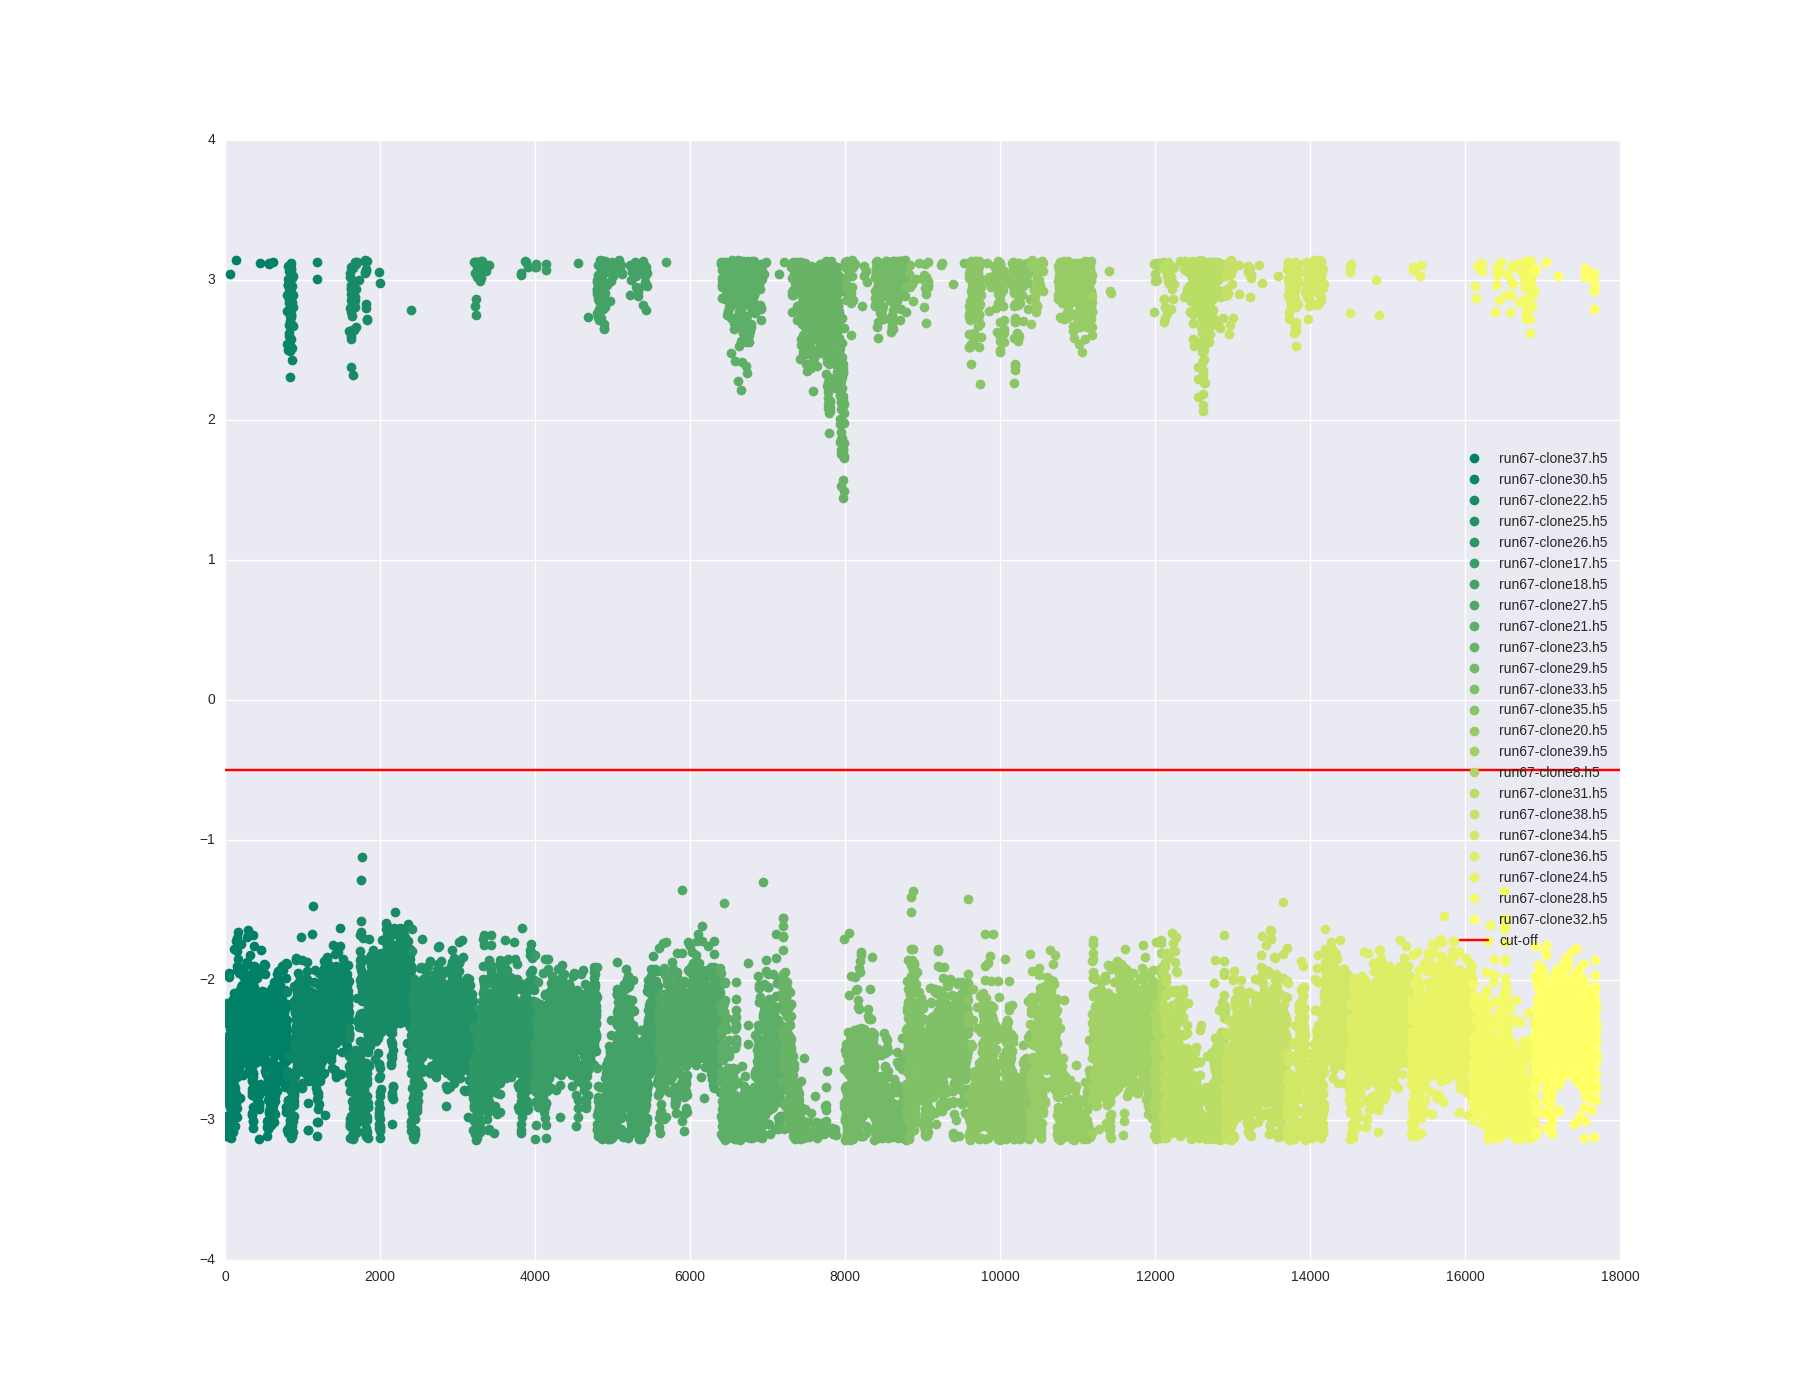 4
3
2
1
0
−1
−2
−3
−4
0 2000 4000 6000 8000 10000 12000 14000 16000 18000
run67-clone37.h5
run67-clone30.h5
run67-clone22.h5
run67-clone25.h5
run67-clone26.h5
run67-clone17.h5
run67-clone18.h5
run67-clone27.h5
run67-clone21.h5
run67-clone23.h5
run67-clone29.h5
run67-clone33.h5
run67-clone35.h5
run67-clone20.h5
run67-clone39.h5
run67-clone8.h5
run67-clone31.h5
run67-clone38.h5
run67-clone34.h5
run67-clone36.h5
run67-clone24.h5
run67-clone28.h5
run67-clone32.h5
cut-off